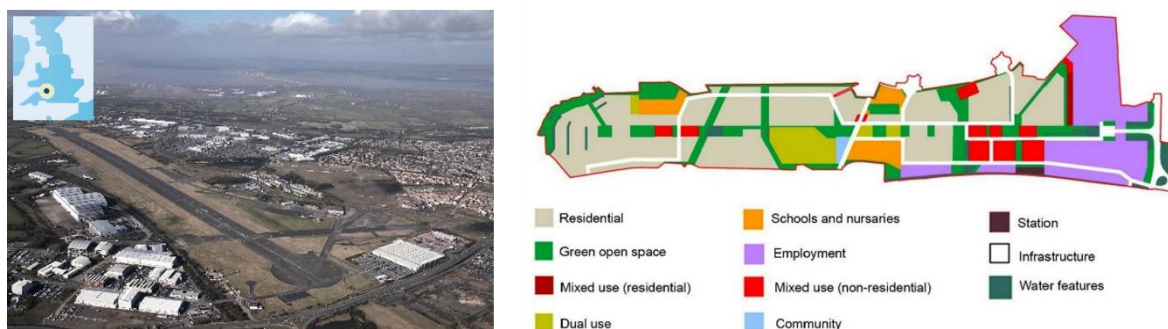 Residential
Green open space
Mixed use (residential)
Dual use
Schools and nursaries
Employment
Mixed use (non-residential)
Community
Station
Infrastructure
Water features